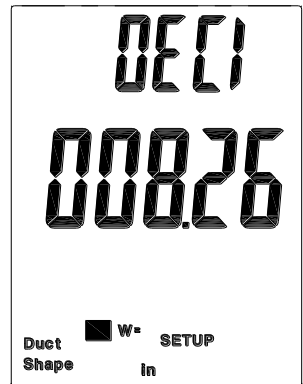 DECI
008.26
W=
SETUP
Duct
Shape
in